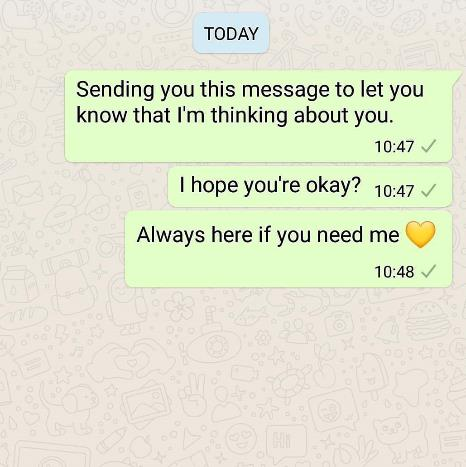 TODAY
Sending you this message to let you
know that I'm thinking about you.
10:47
I hope you're okay? 10:47
Always here if you need me 💛
10:48
Hi